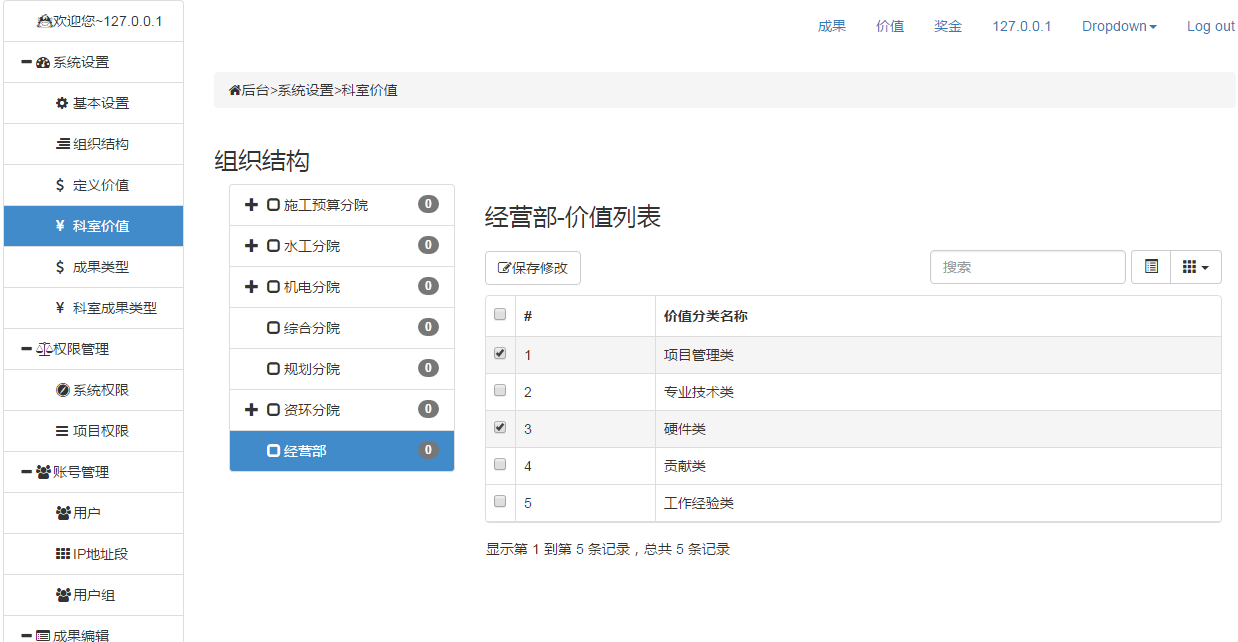 欢迎您~127.0.0.1
系统设置
基本设置
组织结构
$ 定义价值
¥ 科室价值
$ 成果类型
¥ 科室成果类型
权限管理
系统权限
项目权限
账号管理
用户
IP地址段
用户组
成果编辑
成果 价值 奖金 127.0.0.1 Dropdown Log out
后台>系统设置>科室价值
组织结构
施工预算分院 0
水工分院 0
机电分院 0
综合分院 0
规划分院 0
资环分院 0
经营部 0
经营部-价值列表
保存修改 搜索
# 价值分类名称
1 项目管理类
2 专业技术类
3 硬件类
4 贡献类
5 工作经验类
显示第 1 到第 5 条记录，总共 5 条记录